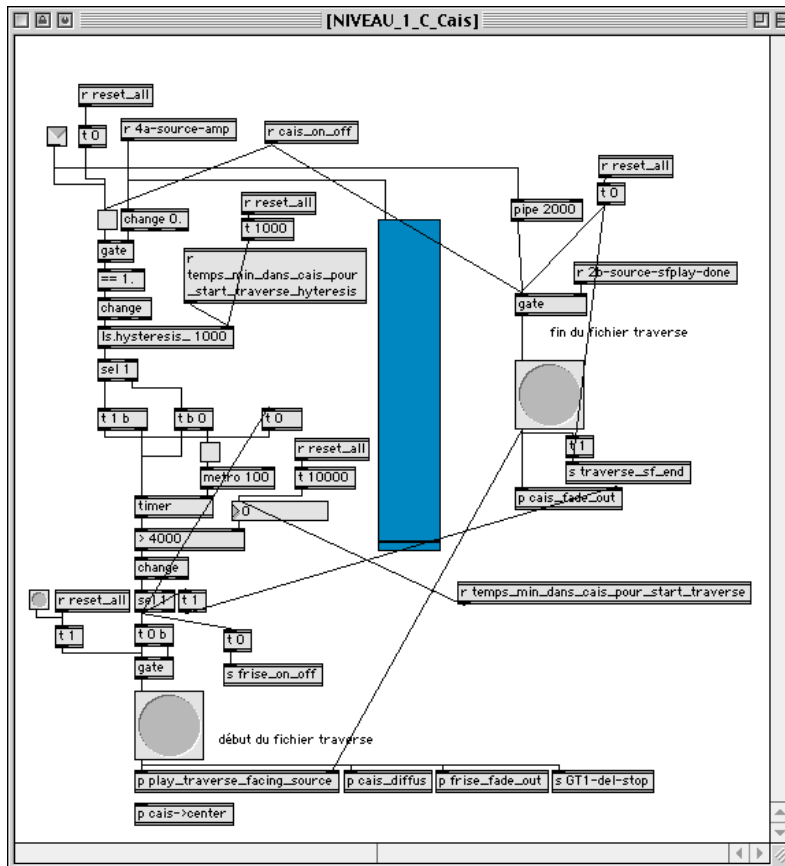 [NIVEAU_1_C_Cais]
r reset_all
r 4a-source-amp
r cais_on_off
t 0
r reset_all
t 0
r reset_all
pipe 2000
change 0.
t 1000
gate
r
temps_min_dans_cais_pour
_start_traverse_hyteresis
r 2b-source-sfplay-done
== 1.
change
gate
ls.hysteresis_ 1000
fin du fichier traverse
sel 1
t 1 b
t b 0
t 0
r reset_all
t 1
metro 100
t 10000
s traverse_sf_end
timer
0
p cais_fade_out
> 4000
change
r temps_min_dans_cais_pour_start_traverse
r reset_all
sel 1
t 1
t 1
t 0 b
t 0
gate
s frise_on_off
début du fichier traverse
p play_traverse_facing_source
p cais_diffus
p frise_fade_out
s GT1-del-stop
p cais->center